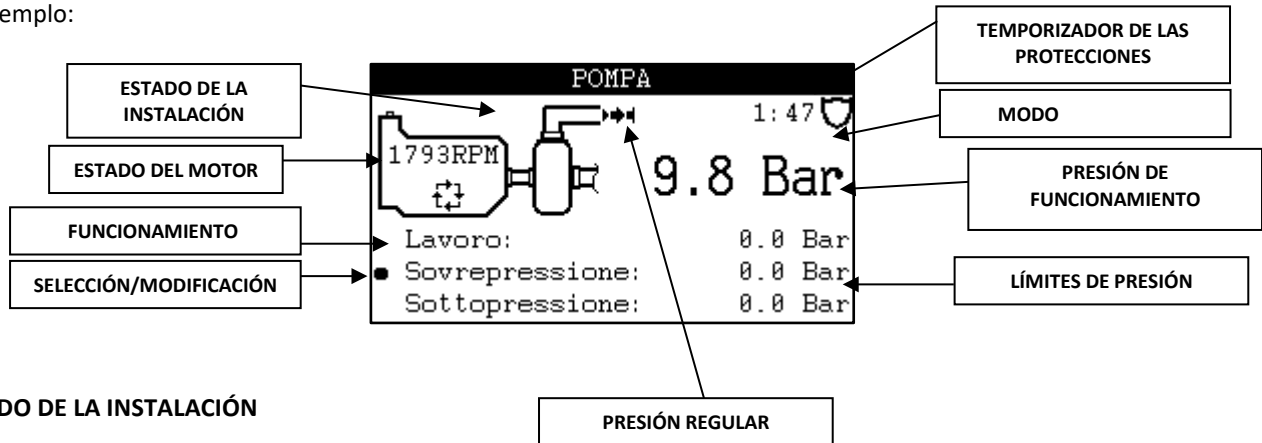 emplo:
TEMPORIZADOR DE LAS
PROTECCIONES
ESTADO DE LA
INSTALACIÓN
POMPA
1:47
MODO
1793RPM
ESTADO DEL MOTOR
9.8 Bar
PRESIÓN DE
FUNCIONAMIENTO
FUNCIONAMIENTO
Lavoro: 0.0 Bar
SELECCIÓN/MODIFICACIÓN
Sovrepressione: 0.0 Bar
LÍMITES DE PRESIÓN
Sottopressione: 0.0 Bar
DO DE LA INSTALACIÓN
PRESIÓN REGULAR